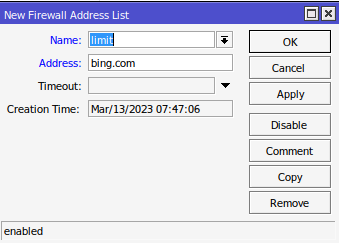 New Firewall Address List
Name: limit
OK
Address: bing.com
Cancel
Timeout:
Apply
Creation Time: Mar/13/2023 07:47:06
Disable
Comment
Copy
Remove
enabled